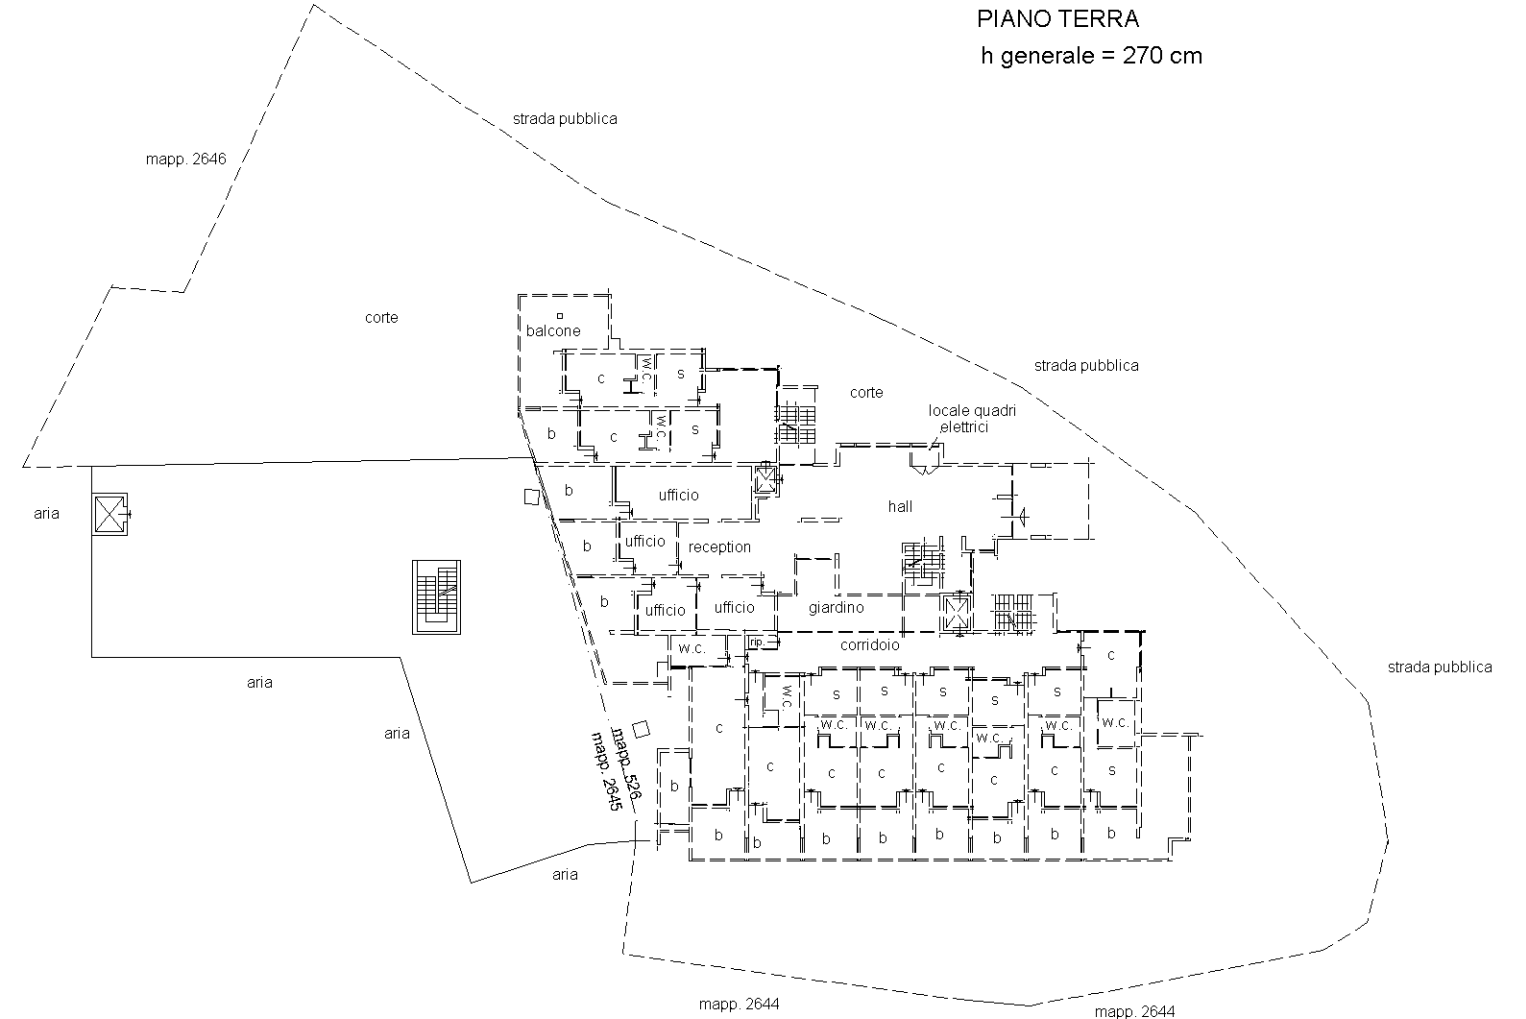 PIANO TERRA
h generale = 270 cm
strada pubblica
mapp. 2646
corte
balcone
strada pubblica
c
W.C.
s
corte
locale quadri
elettrici
b
c
W.C
s
b
ufficio
hall
aria
b
ufficio
reception
b
ufficio
ufficio
giardino
W.C.
rip.
corridoio
c
strada pubblica
aria
W.C
s
s
s
s
s
aria
c
W.C.
W.C.
W.C.
W.C.
W.C.
W.C.
mapp. 526
mapp. 2645
c
c
c
c
c
c
s
b
b
b
b
b
b
b
b
b
aria
mapp. 2644
mapp. 2644